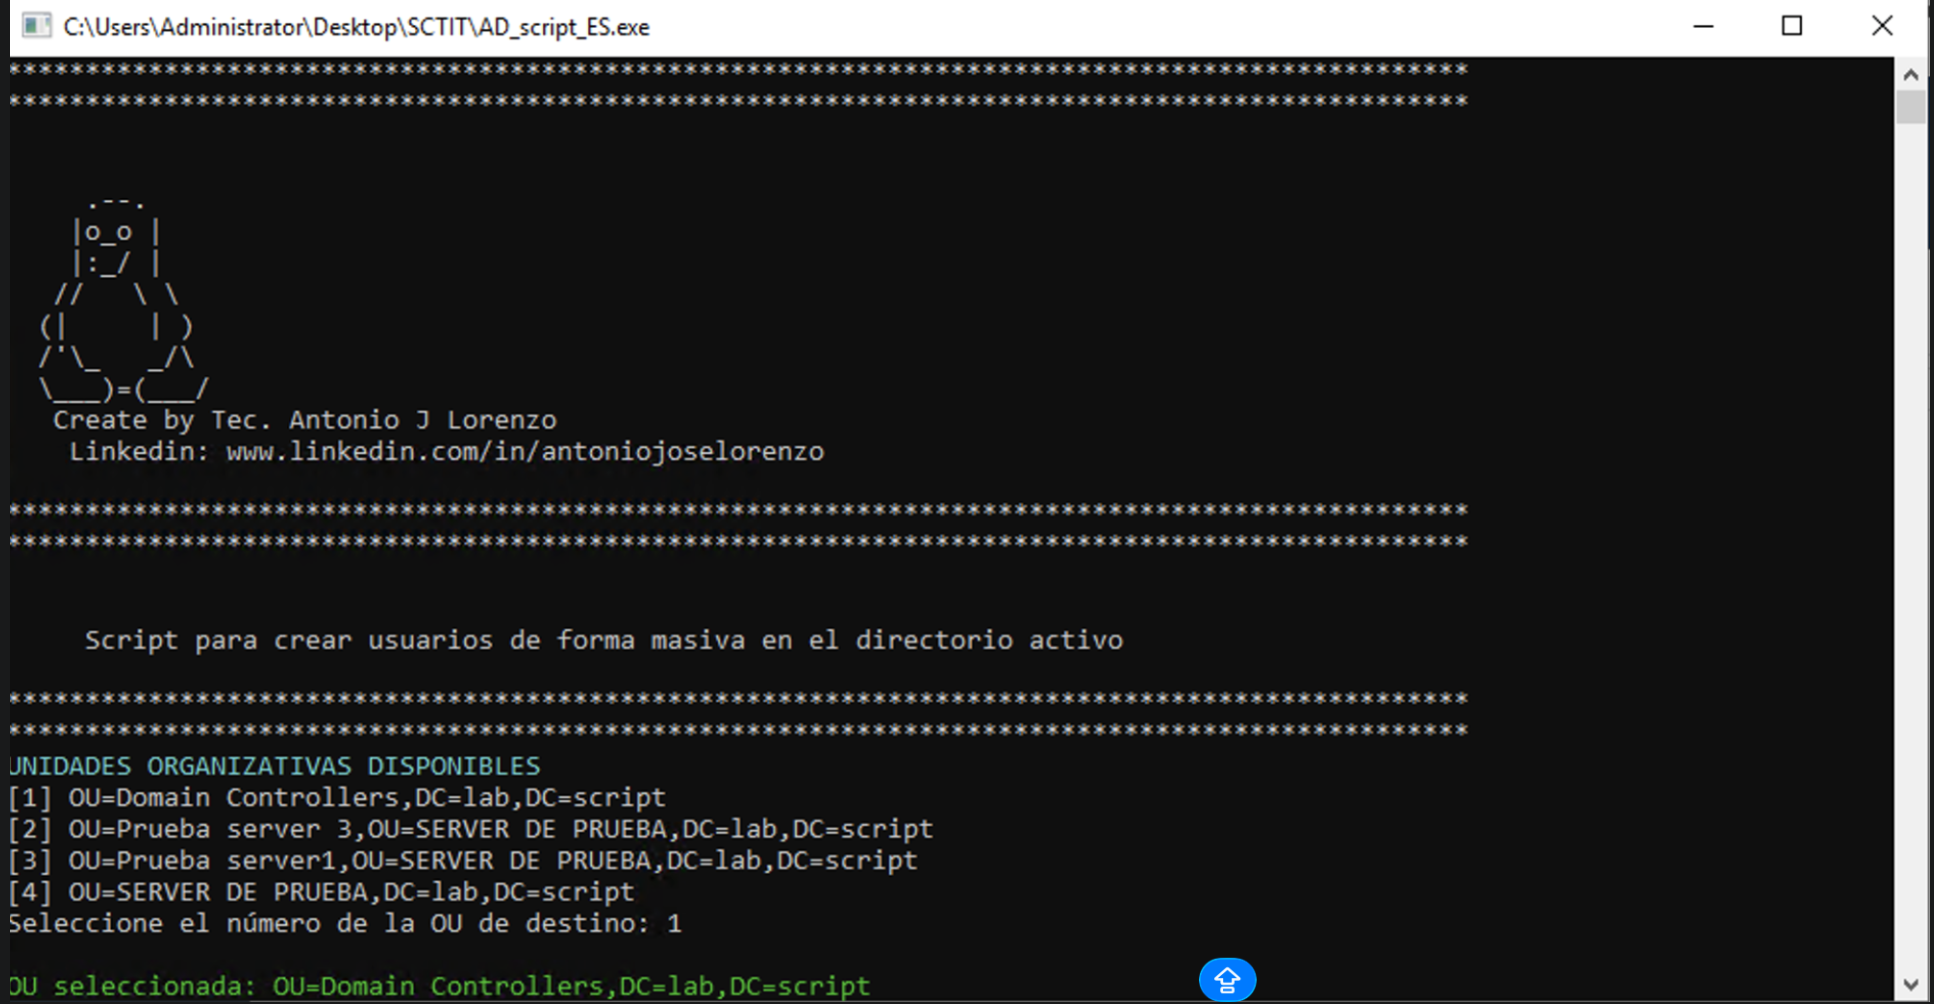 C:\Users\Administrator\Desktop\SCTIT\AD_script_ES.exe
*********************************************************************************************
*********************************************************************************************
     .--.
    |o_o |
    |:_/ |
   //   \ \
  (|     | )
  /'\_   _/\
  \___)=(___/
   Create by Tec. Antonio J Lorenzo
    Linkedin: www.linkedin.com/in/antoniojoselorenzo
*********************************************************************************************
*********************************************************************************************
     Script para crear usuarios de forma masiva en el directorio activo
*********************************************************************************************
*********************************************************************************************
UNIDADES ORGANIZATIVAS DISPONIBLES
[1] OU=Domain Controllers,DC=lab,DC=script
[2] OU=Prueba server 3,OU=SERVER DE PRUEBA,DC=lab,DC=script
[3] OU=Prueba server1,OU=SERVER DE PRUEBA,DC=lab,DC=script
[4] OU=SERVER DE PRUEBA,DC=lab,DC=script
Seleccione el número de la OU de destino: 1
OU seleccionada: OU=Domain Controllers,DC=lab,DC=script